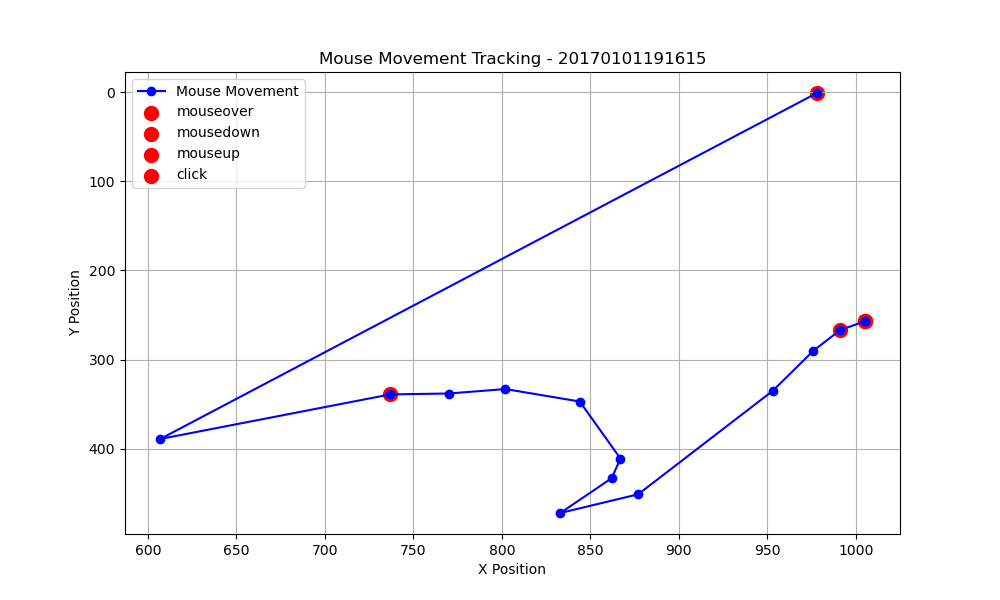 Mouse Movement Tracking - 20170101191615
Mouse Movement
mouseover
mousedown
mouseup
click
0
100
200
300
400
Y Position
600 650 700 750 800 850 900 950 1000
X Position